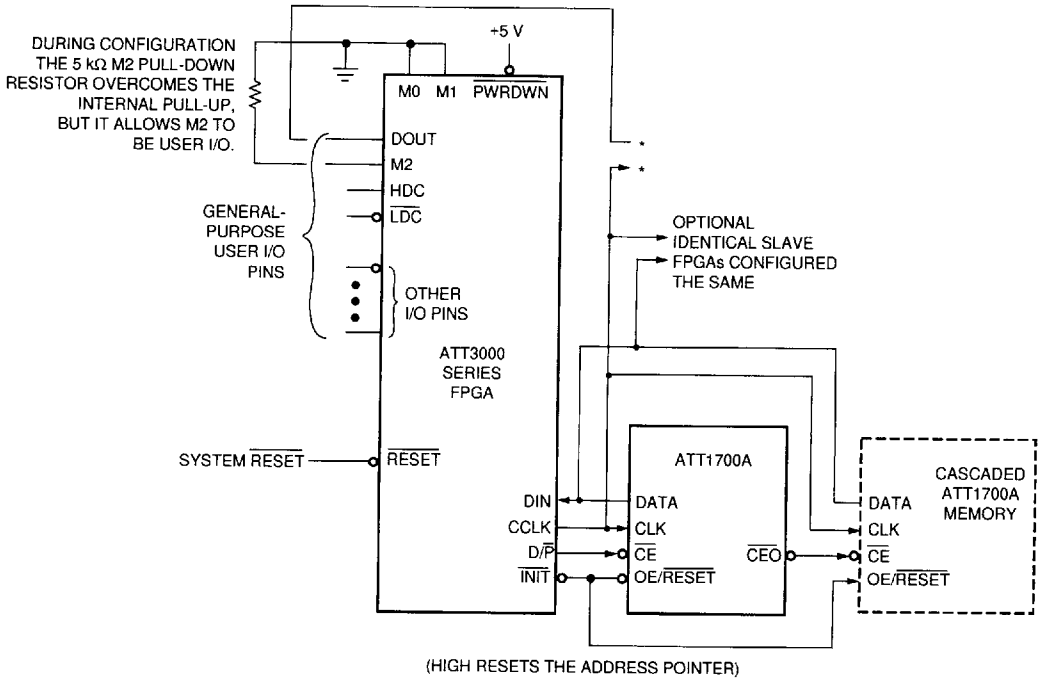 DURING CONFIGURATION
THE 5 kΩ M2 PULL-DOWN
RESISTOR OVERCOMES THE
INTERNAL PULL-UP,
BUT IT ALLOWS M2 TO
BE USER I/O.
+5 V
M0 M1 PWRDWN
DOUT
M2
HDC
LDC
GENERAL-
PURPOSE
USER I/O
PINS
OTHER
I/O PINS
ATT3000
SERIES
FPGA
*
*
OPTIONAL
IDENTICAL SLAVE
FPGAs CONFIGURED
THE SAME
SYSTEM RESET
RESET
DIN
CCLK
D/P
INIT
ATT1700A
DATA
CLK
CE
OE/RESET
CEO
CASCADED
ATT1700A
MEMORY
DATA
CLK
CE
OE/RESET
(HIGH RESETS THE ADDRESS POINTER)